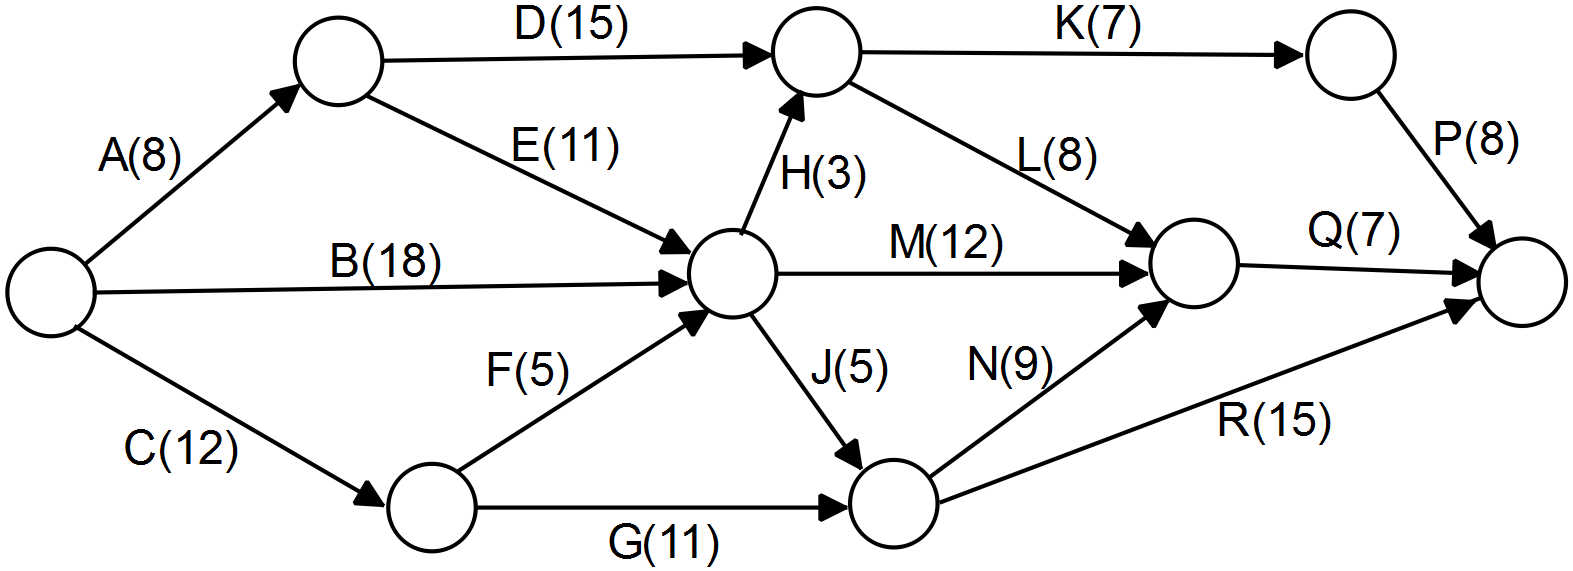 D(15)
K(7)
A(8)
E(11)
H(3)
L(8)
P(8)
B(18)
M(12)
Q(7)
F(5)
J(5)
N(9)
C(12)
R(15)
G(11)